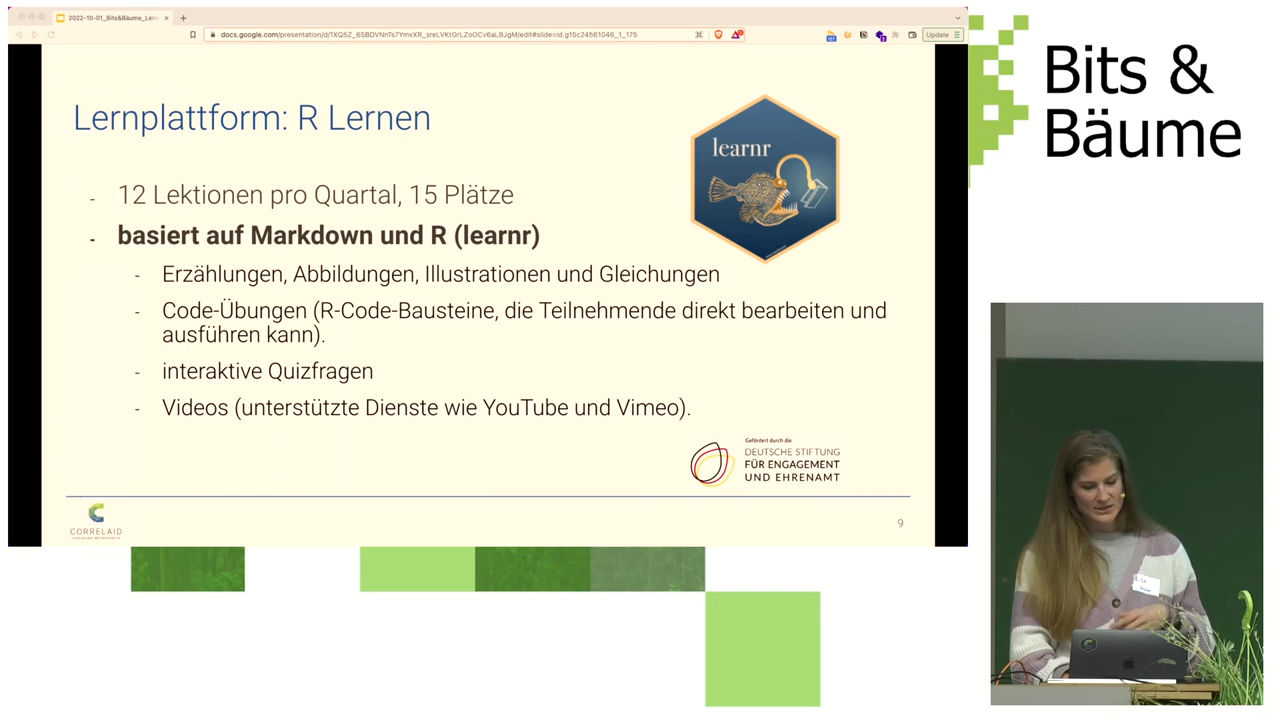 2022-10-01_Bits&Bäume_Lern
docs.google.com/presentation/d/1XQ5Z_6SBDVNnTs7YmxXR_sreLVKtGrLZoOCv6aLBJgM/edit#slide=id.g15c24561046_1_175
Update
Bits &
Bäume
Lernplattform: R Lernen
learnr
- 12 Lektionen pro Quartal, 15 Plätze
- basiert auf Markdown und R (learnr)
- Erzählungen, Abbildungen, Illustrationen und Gleichungen
- Code-Übungen (R-Code-Bausteine, die Teilnehmende direkt bearbeiten und
ausführen kann).
- interaktive Quizfragen
- Videos (unterstützte Dienste wie YouTube und Vimeo).
Gefördert durch die
DEUTSCHE STIFTUNG
FÜR ENGAGEMENT
UND EHRENAMT
CORRELAID
9